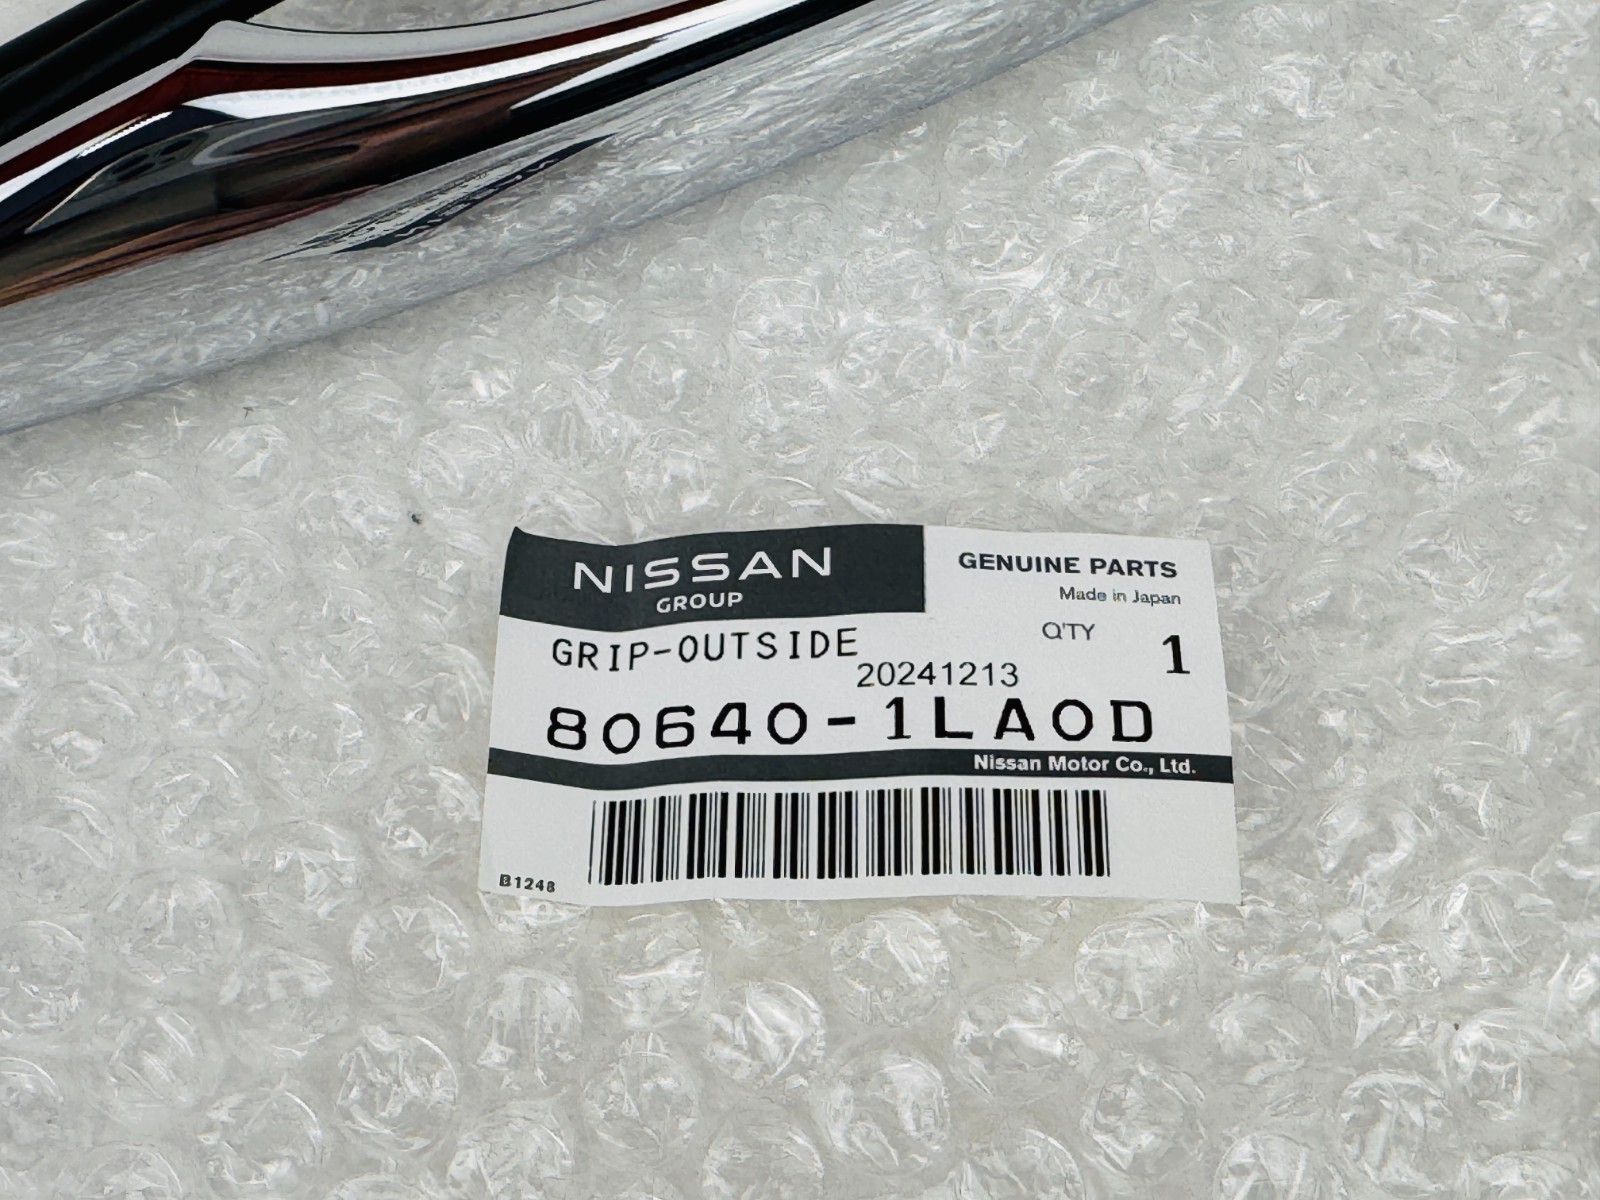 NISSAN
GROUP
GENUINE PARTS
Made in Japan
GRIP-OUTSIDE
Q'TY 1
20241213
80640-1LA0D
Nissan Motor Co., Ltd.
B1248